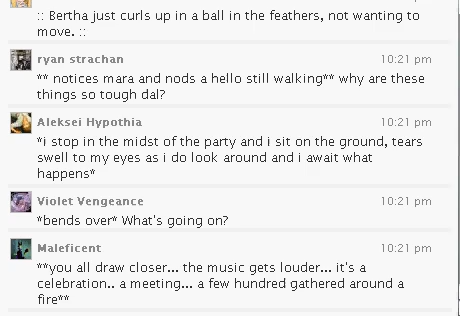 :: Bertha just curls up in a ball in the feathers, not wanting to
move. ::
ryan strachan 10:21 pm
** notices mara and nods a hello still walking** why are these
things so tough dal?
Aleksei Hypothia 10:21 pm
*i stop in the midst of the party and i sit on the ground, tears
swell to my eyes as i do look around and i await what
happens*
Violet Vengeance 10:21 pm
*bends over* What's going on?
Maleficent 10:21 pm
**you all draw closer... the music gets louder... it's a
celebration.. a meeting... a few hundred gathered around a
fire**